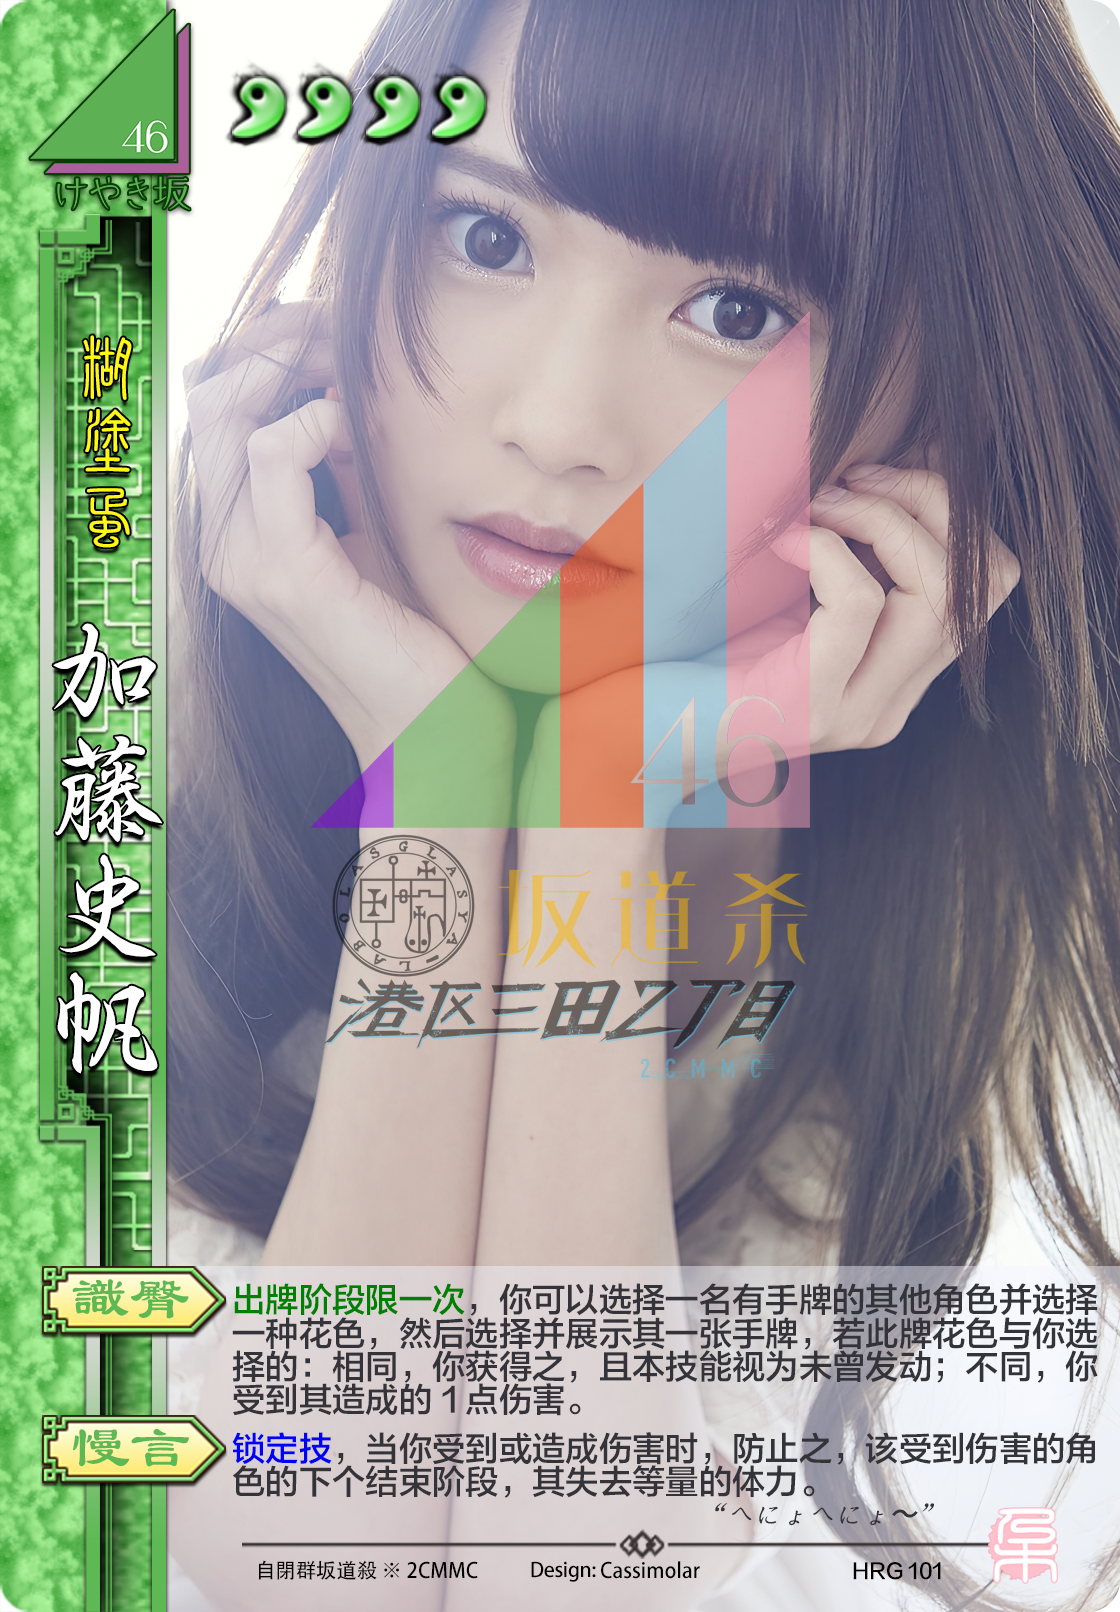 46
けやき坂
糊塗蛋
加藤史帆
46
GLASYA-LABOLAS
坂道杀
港区三田乙丁目
2CMMC
識臀
出牌阶段限一次，你可以选择一名有手牌的其他角色并选择
一种花色，然后选择并展示其一张手牌，若此牌花色与你选
择的：相同，你获得之，且本技能视为未曾发动；不同，你
受到其造成的 1点伤害。
慢言
锁定技，当你受到或造成伤害时，防止之，该受到伤害的角
色的下个结束阶段，其失去等量的体力。
“へにょへにょ～”
自閉群坂道殺 ※ 2CMMC
Design: Cassimolar
HRG 101